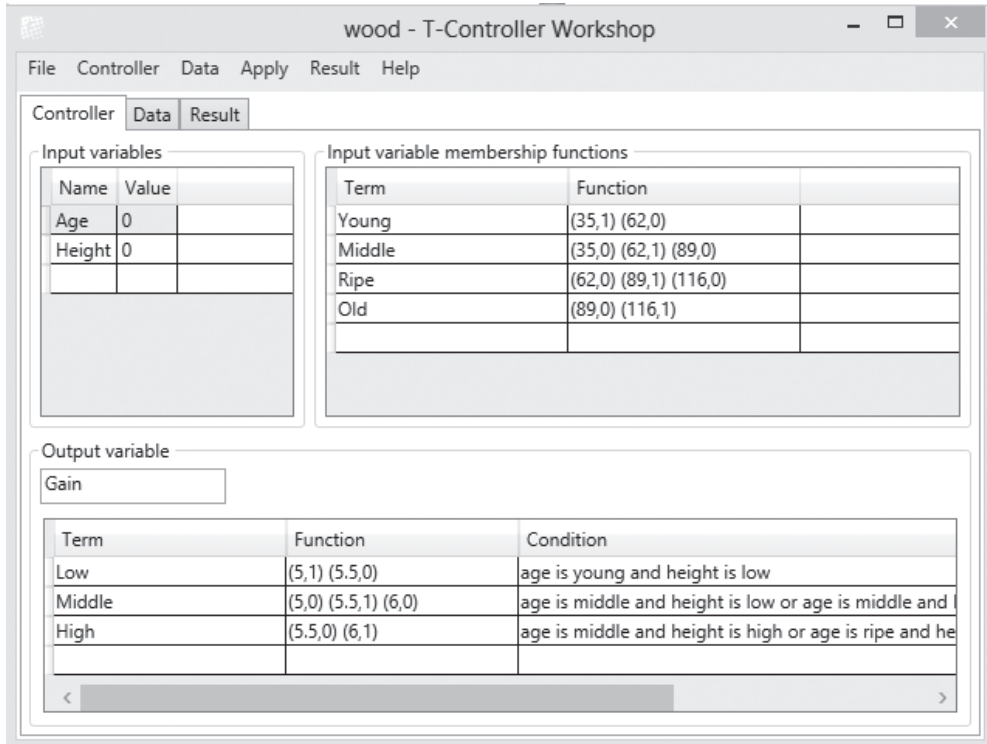 wood - T-Controller Workshop
File Controller Data Apply Result Help
Controller Data Result
Input variables
Name Value
Age 0
Height 0
Input variable membership functions
Term Function
Young (35,1) (62,0)
Middle (35,0) (62,1) (89,0)
Ripe (62,0) (89,1) (116,0)
Old (89,0) (116,1)
Output variable
Gain
Term Function Condition
Low (5,1) (5.5,0) age is young and height is low
Middle (5,0) (5.5,1) (6,0) age is middle and height is low or age is middle and
High (5.5,0) (6,1) age is middle and height is high or age is ripe and he